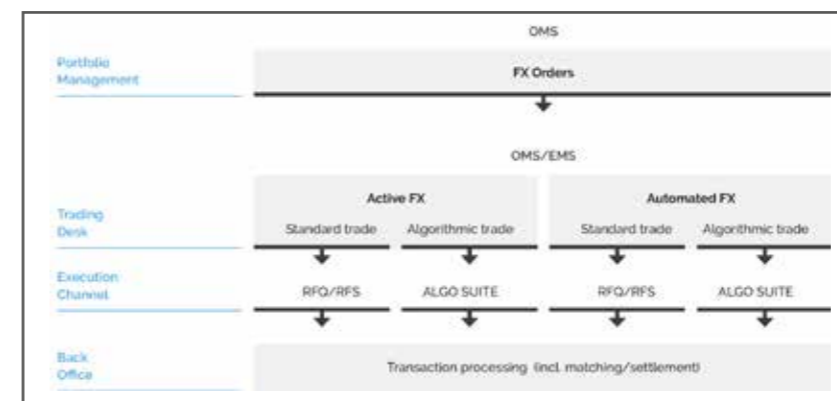 OMS
Portfolio
Management
FX Orders
OMS/EMS
Trading
Desk
Active FX
Automated FX
Standard trade
Algorithmic trade
Standard trade
Algorithmic trade
Execution
Channel
RFQ/RFS
ALGO SUITE
RFQ/RFS
ALGO SUITE
Back
Office
Transaction processing (incl. matching/settlement)